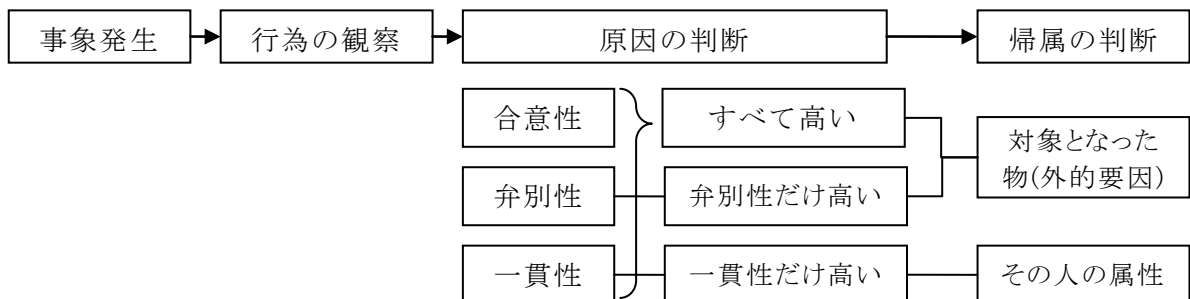 事象発生
行為の観察
原因の判断
帰属の判断
合意性
すべて高い
対象となった
物(外的要因)
弁別性
弁別性だけ高い
一貫性
一貫性だけ高い
その人の属性